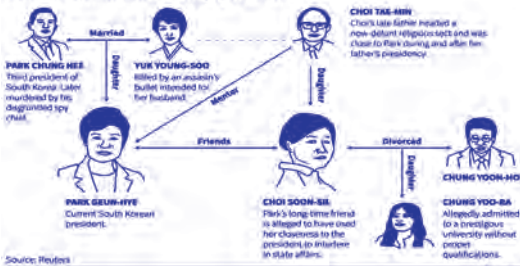 Married
PARK CHUNG HEE
Third president of
South Korea. Later
murdered by his
disgruntled spy
chief.
YUK YOUNG-SOO
Killed by an assassin's
bullet intended for
her husband.
CHOI TAE-MIN
Choi's late father headed a
now-defunct religious sect and was
close to Park during and after her
father's presidency.
Daughter
Mentor
Daughter
Friends
Divorced
Daughter
PARK GEUN-HYE
Current South Korean
president.
CHOI SOON-SIL
Park's long-time friend
is alleged to have used
her closeness to the
president to interfere
in state affairs.
CHUNG YOON-HO
CHUNG YOO-RA
Allegedly admitted
to a prestigious
university without
proper
qualifications.
Source: Reuters